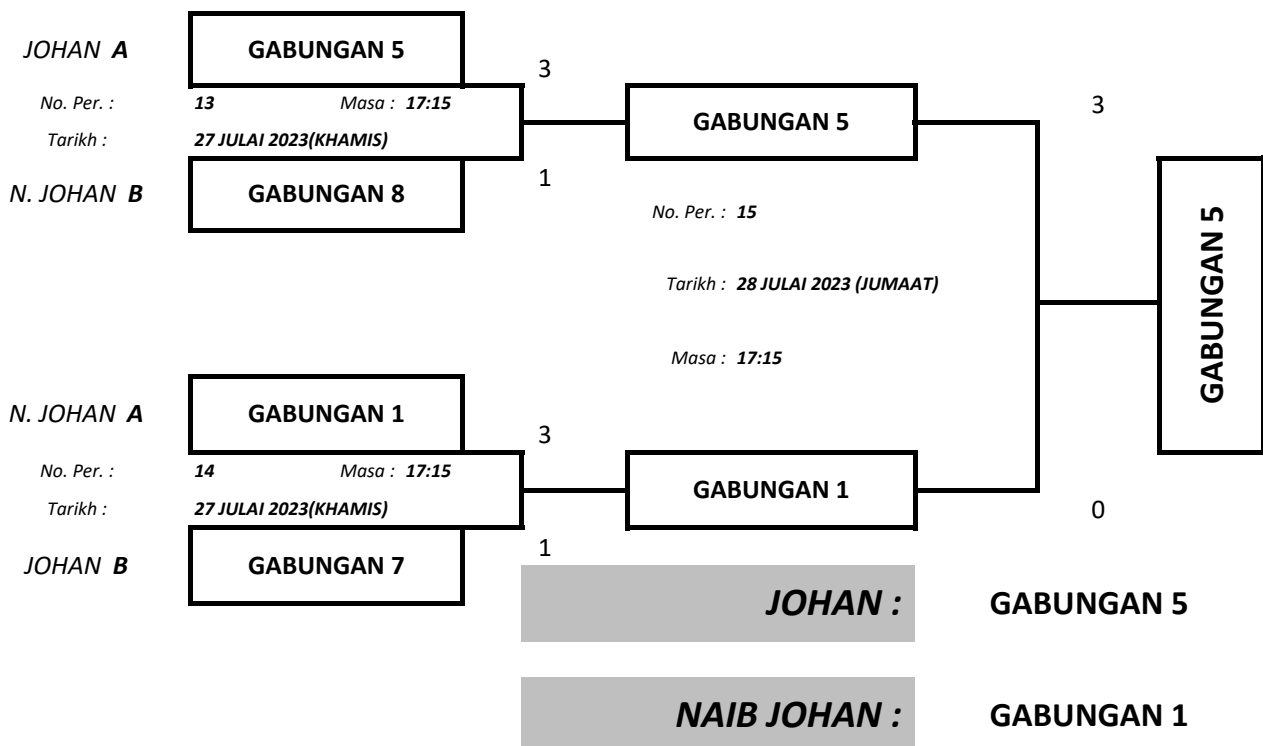 JOHAN A GABUNGAN 5
3
No. Per. : 13 Masa : 17:15
Tarikh : 27 JULAI 2023(KHAMIS)
N. JOHAN B GABUNGAN 8
1
GABUNGAN 5
3
No. Per. : 15
Tarikh : 28 JULAI 2023 (JUMAAT)
Masa : 17:15
GABUNGAN 5
N. JOHAN A GABUNGAN 1
3
No. Per. : 14 Masa : 17:15
Tarikh : 27 JULAI 2023(KHAMIS)
JOHAN B GABUNGAN 7
1
GABUNGAN 1
0
JOHAN : GABUNGAN 5
NAIB JOHAN : GABUNGAN 1